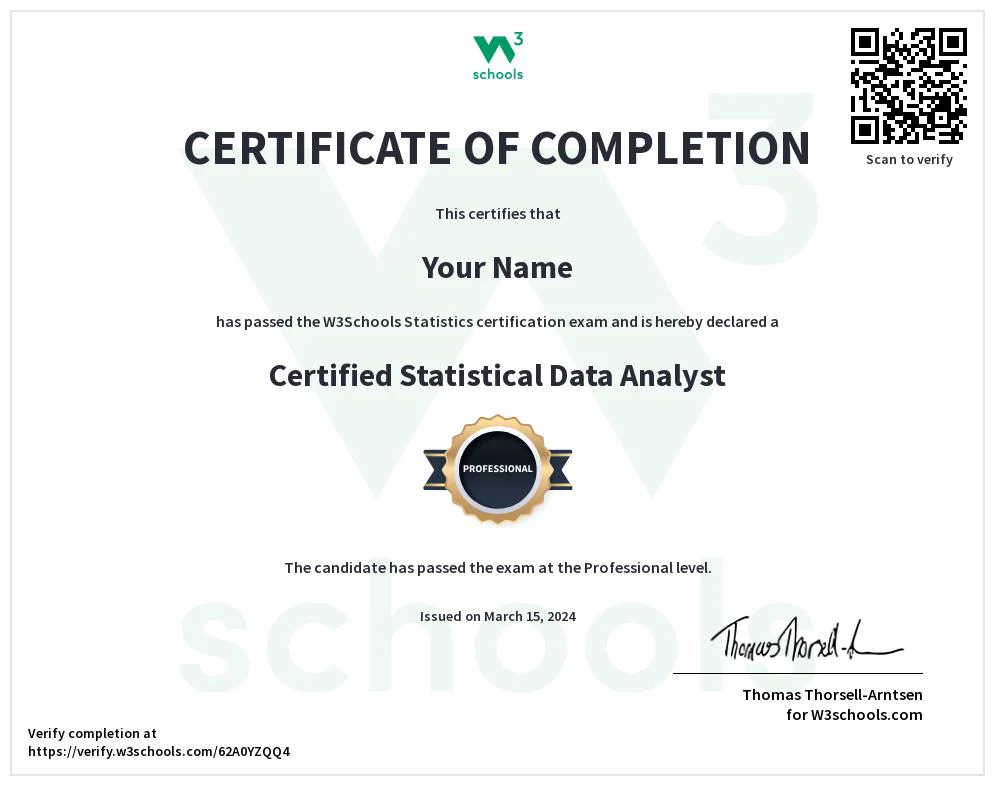 W3
schools
Scan to verify
CERTIFICATE OF COMPLETION
This certifies that
Your Name
has passed the W3Schools Statistics certification exam and is hereby declared a
Certified Statistical Data Analyst
PROFESSIONAL
The candidate has passed the exam at the Professional level.
Issued on March 15, 2024
Thomas Thorsell-A
Thomas Thorsell-Arntsen
for W3schools.com
Verify completion at
https://verify.w3schools.com/62A0YZQQ4
3
schools